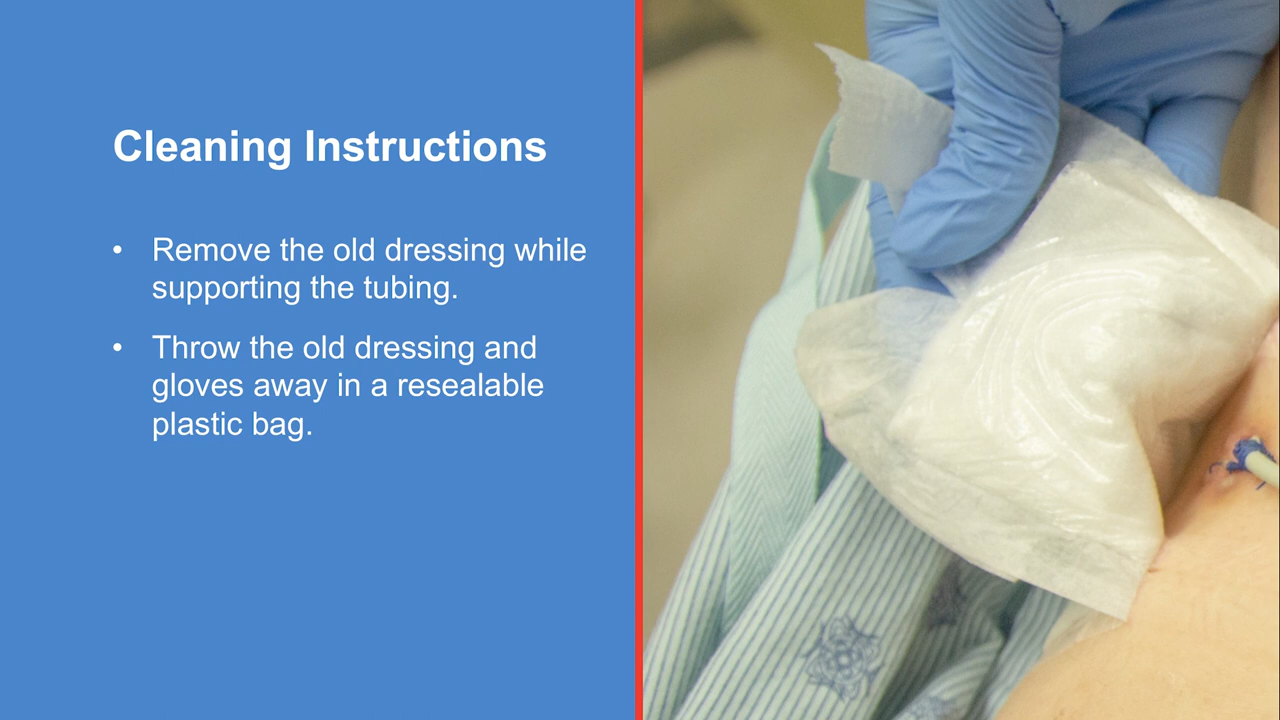 Cleaning Instructions
• Remove the old dressing while
supporting the tubing.
• Throw the old dressing and
gloves away in a resealable
plastic bag.